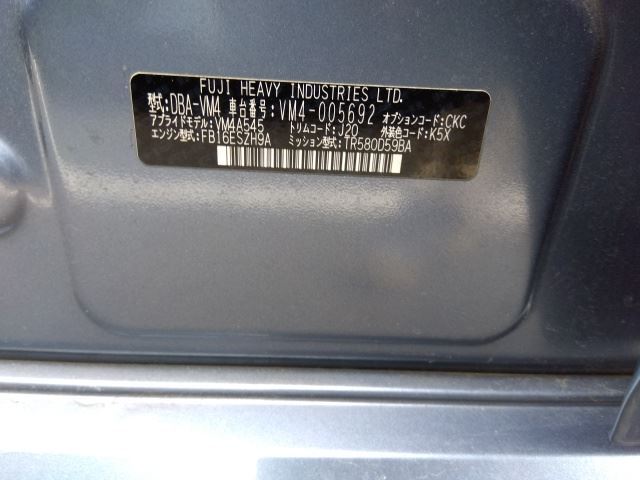 FUJI HEAVY INDUSTRIES LTD.
型式:DBA-VM4 車台番号:VM4-005692 オプションコード:CKC
アプライドモデル:VM4A545 トリムコード:J20 外装色コード:K5X
エンジン型式:FB16ESZH9A ミッション型式:TR580D59BA